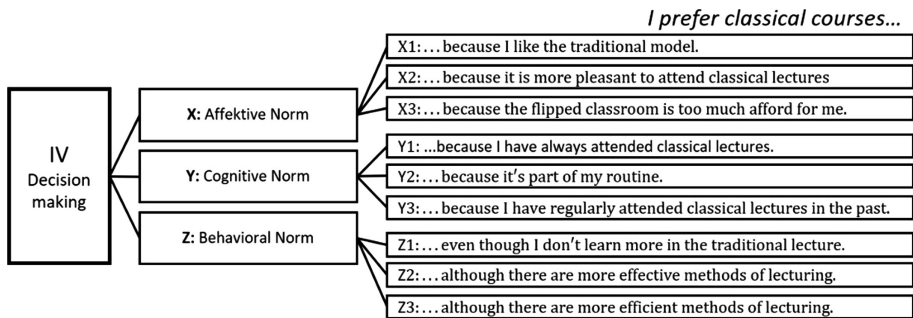 I prefer classical courses…
X1:… because I like the traditional model.
X2:… because it is more pleasant to attend classical lectures
X: Affektive Norm
X3:… because the flipped classroom is too much afford for me.
IV
Decision
making
Y1: …because I have always attended classical lectures.
Y: Cognitive Norm
Y2:… because it's part of my routine.
Y3:… because I have regularly attended classical lectures in the past.
Z: Behavioral Norm
Z1:… even though I don't learn more in the traditional lecture.
Z2:… although there are more effective methods of lecturing.
Z3:… although there are more efficient methods of lecturing.